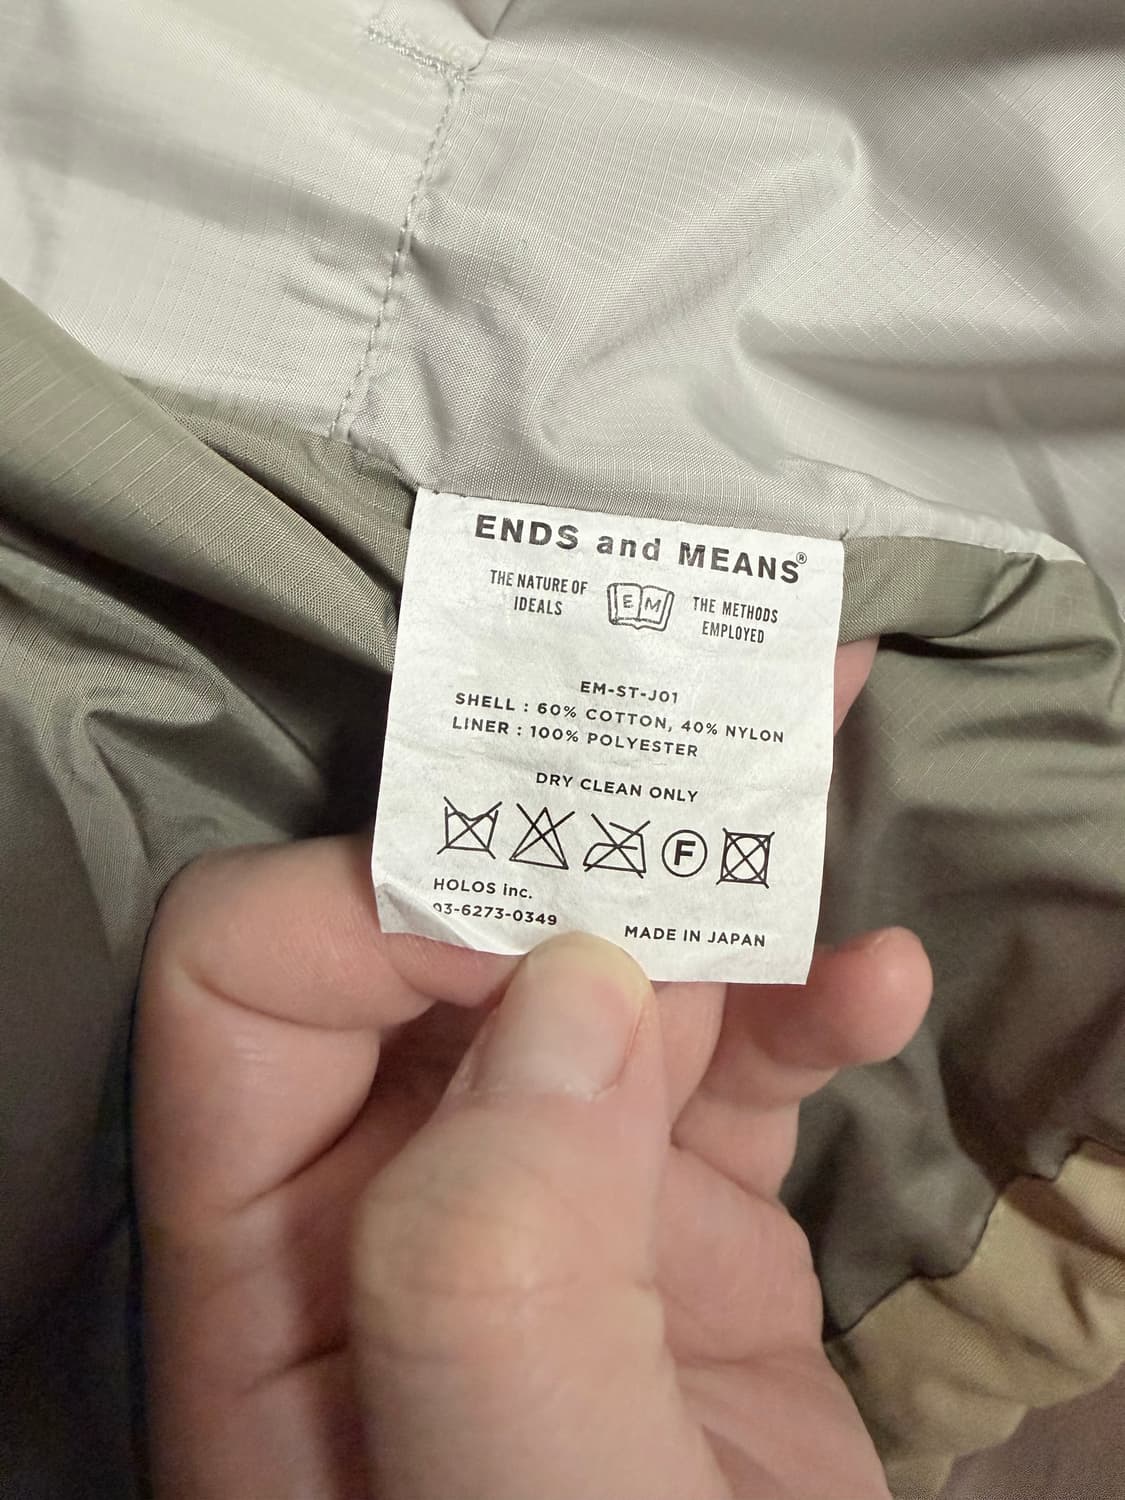 ENDS and MEANS®
THE NATURE OF
IDEALS
E M
THE METHODS
EMPLOYED
EM-ST-J01
SHELL : 60% COTTON, 40% NYLON
LINER : 100% POLYESTER
DRY CLEAN ONLY
F
HOLOS inc.
03-6273-0349
MADE IN JAPAN